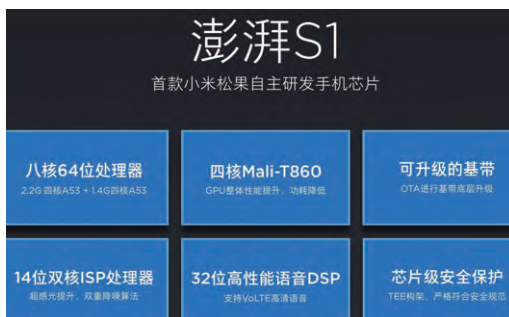 澎湃S1
首款小米松果自主研发手机芯片
八核64位处理器
2.2G 四核A53 + 1.4G四核A53
四核Mali-T860
GPU整体性能提升，功耗降低
可升级的基带
OTA进行基带底层升级
14位双核ISP处理器
超感光提升，双重降噪算法
32位高性能语音DSP
支持VoLTE高清语音
芯片级安全保护
TEE构架，严格符合安全规范